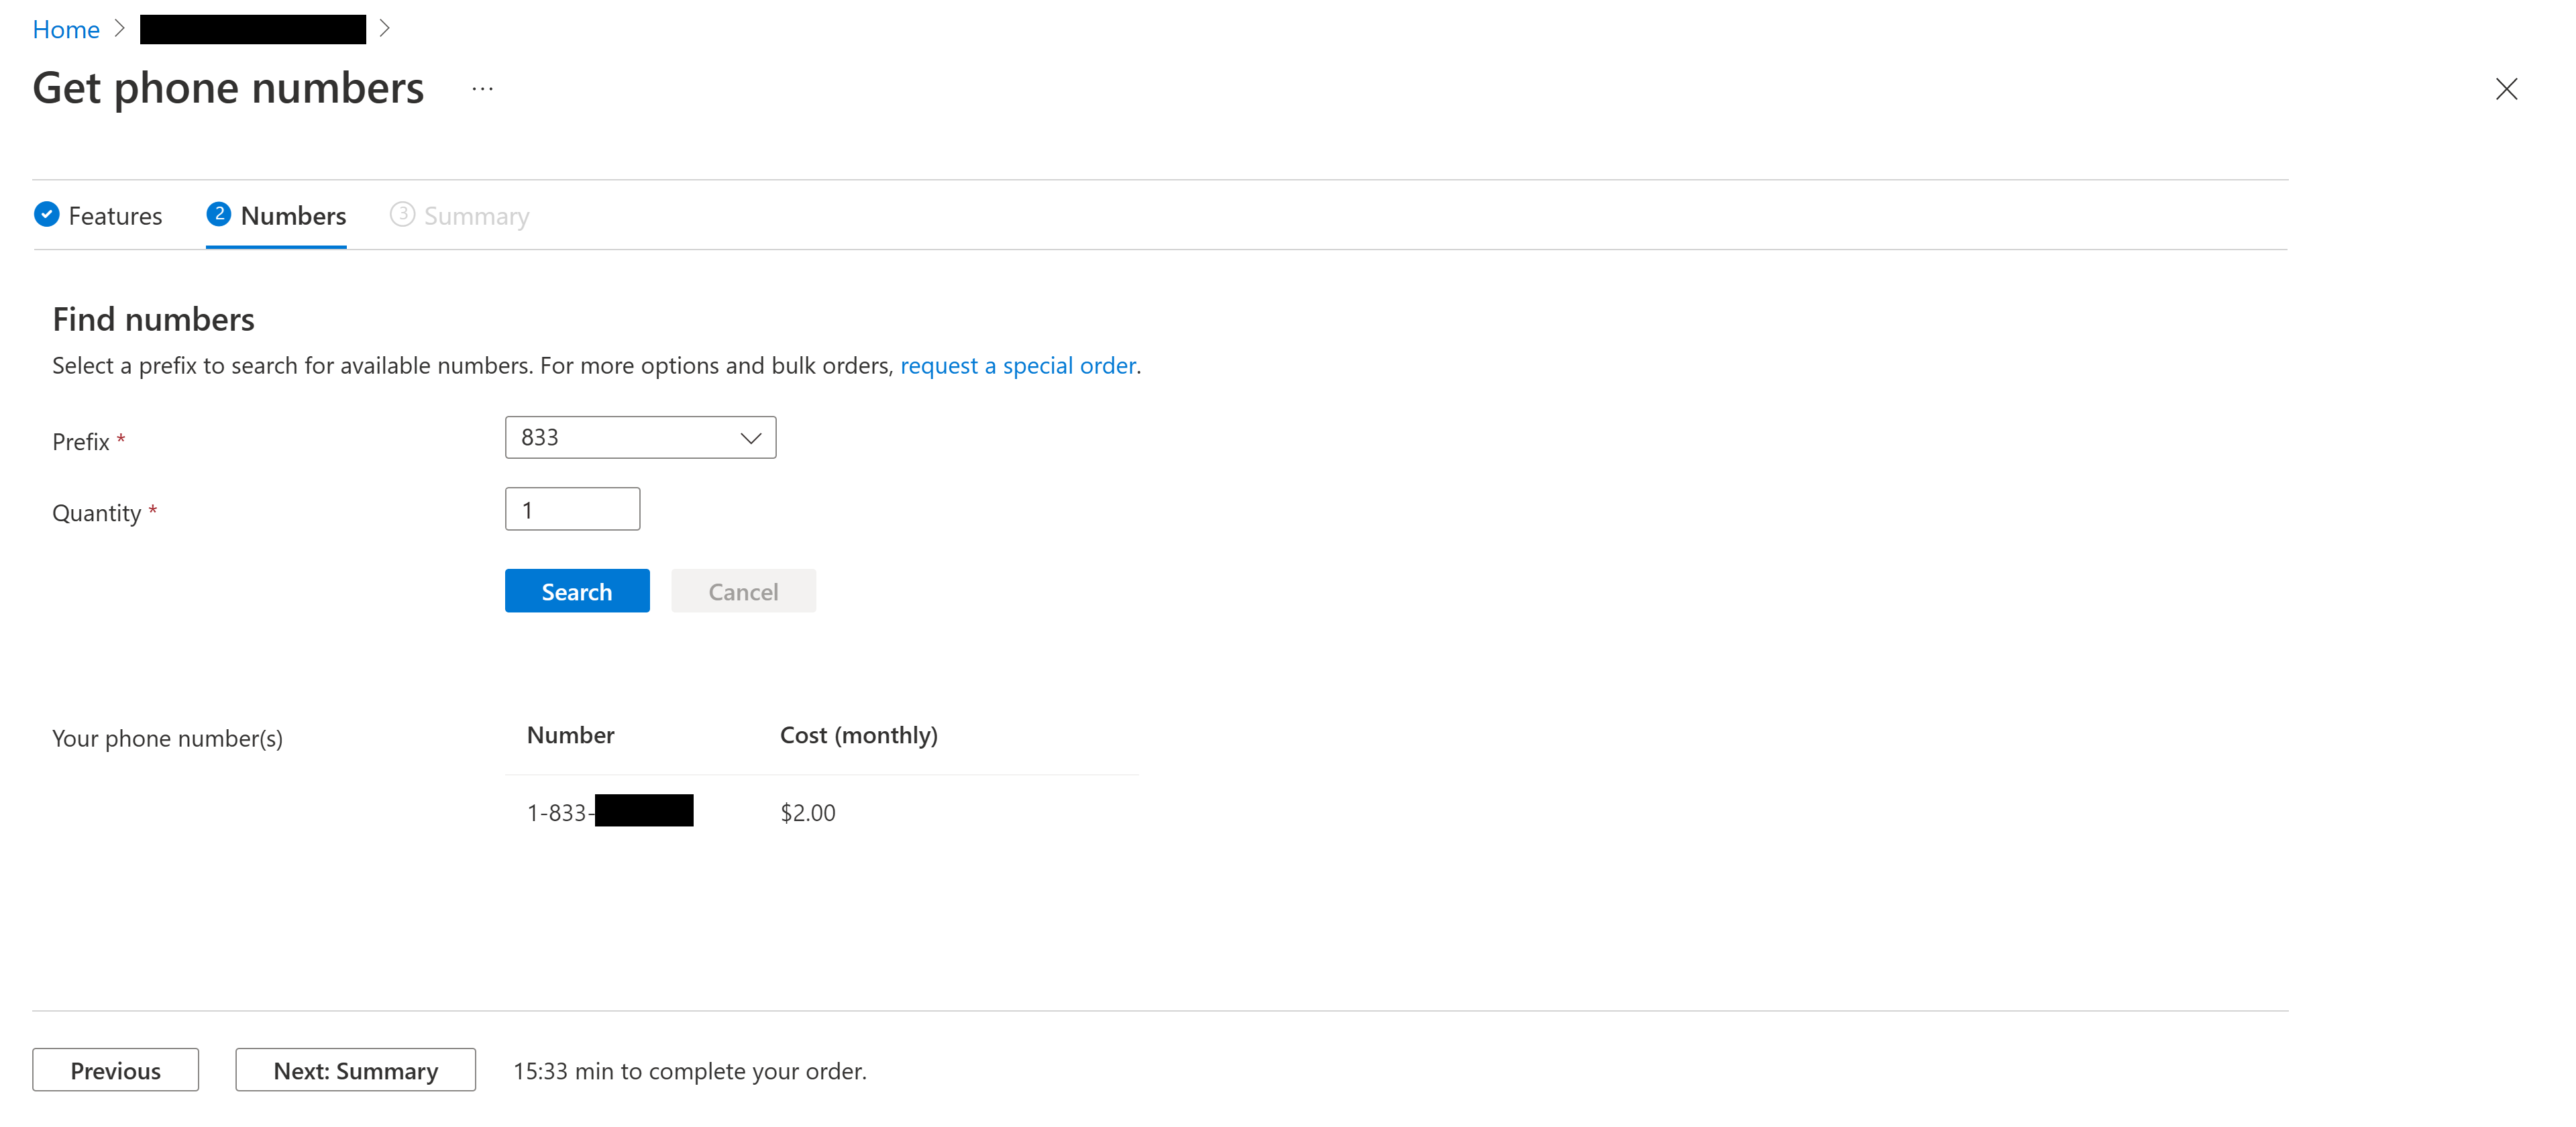 Home
Get phone numbers ...
Features 2 Numbers 3 Summary
Find numbers
Select a prefix to search for available numbers. For more options and bulk orders, request a special order.
Prefix * 833
Quantity * 1
Search Cancel
Your phone number(s) Number Cost (monthly)
1-833- $2.00
Previous Next: Summary 15:33 min to complete your order.